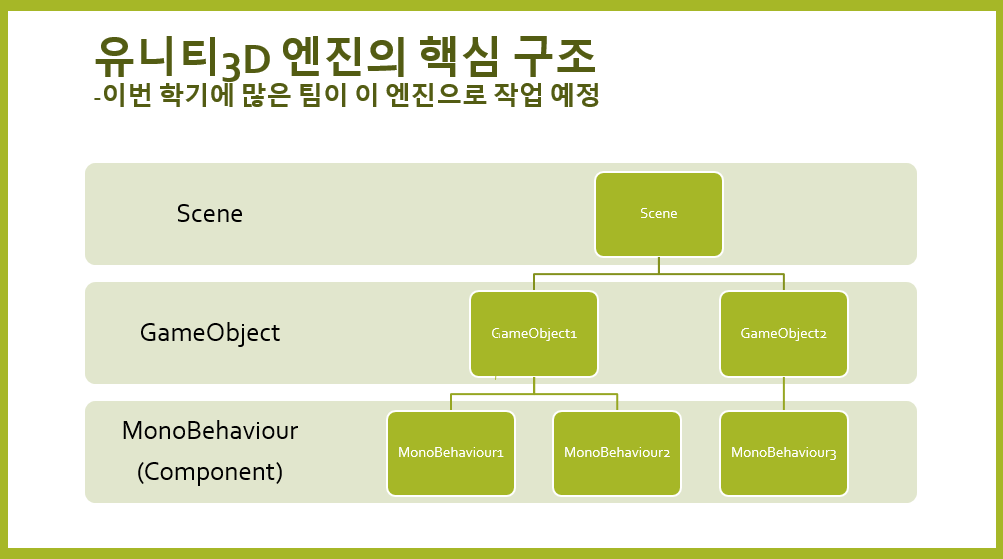 유니티3D 엔진의 핵심 구조
-이번 학기에 많은 팀이 이 엔진으로 작업 예정
Scene
Scene
GameObject
GameObject1
GameObject2
MonoBehaviour
(Component)
MonoBehaviour1
MonoBehaviour2
MonoBehaviour3